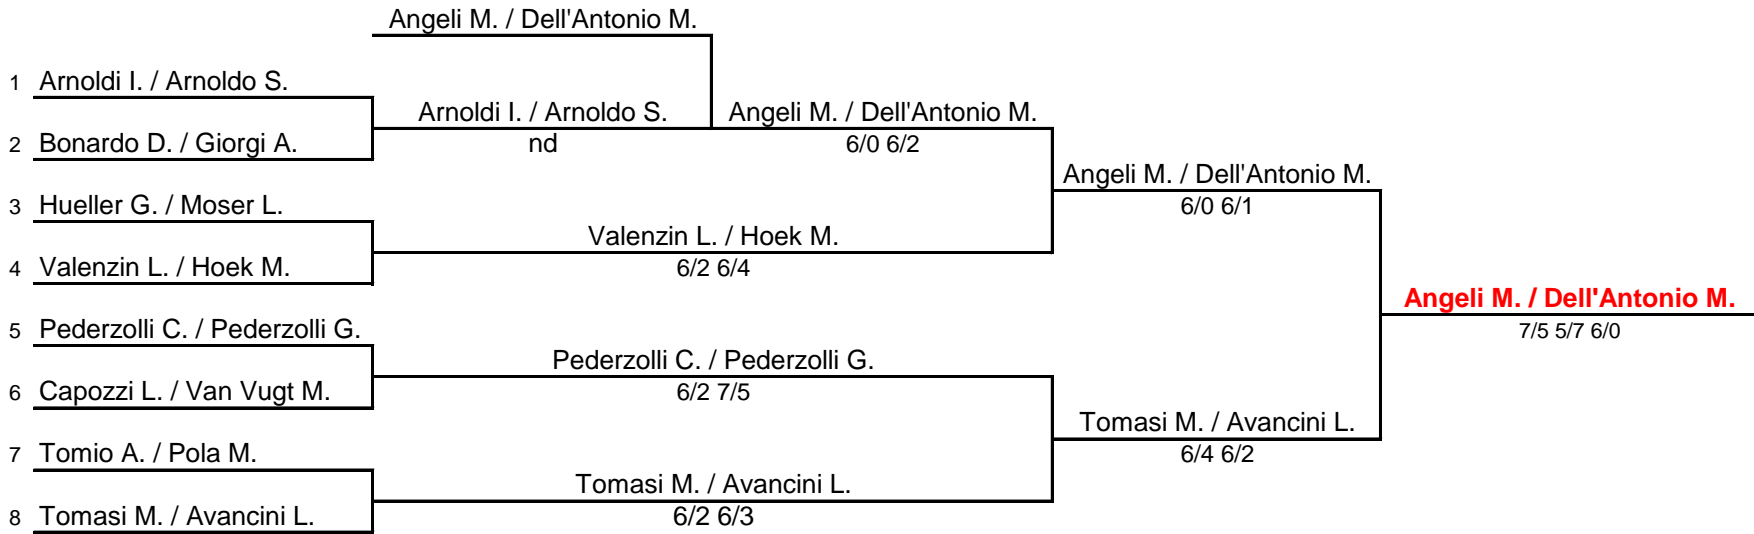 Angeli M. / Dell'Antonio M.
1 Arnoldi I. / Arnoldo S.
Arnoldi I. / Arnoldo S.
Angeli M. / Dell'Antonio M.
2 Bonardo D. / Giorgi A.
nd
6/0 6/2
Angeli M. / Dell'Antonio M.
3 Hueller G. / Moser L.
6/0 6/1
Valenzin L. / Hoek M.
4 Valenzin L. / Hoek M.
6/2 6/4
Angeli M. / Dell'Antonio M.
5 Pederzolli C. / Pederzolli G.
7/5 5/7 6/0
Pederzolli C. / Pederzolli G.
6 Capozzi L. / Van Vugt M.
6/2 7/5
Tomasi M. / Avancini L.
7 Tomio A. / Pola M.
6/4 6/2
Tomasi M. / Avancini L.
8 Tomasi M. / Avancini L.
6/2 6/3